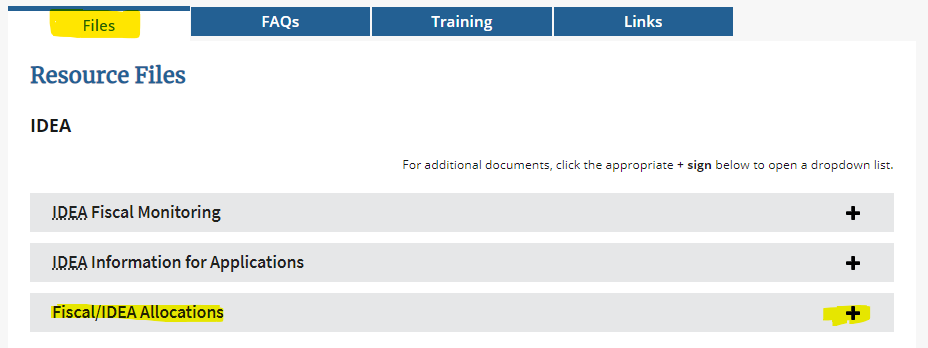 Files
FAQs
Training
Links
Resource Files
IDEA
For additional documents, click the appropriate + sign below to open a dropdown list.
IDEA Fiscal Monitoring +
IDEA Information for Applications +
Fiscal/IDEA Allocations +